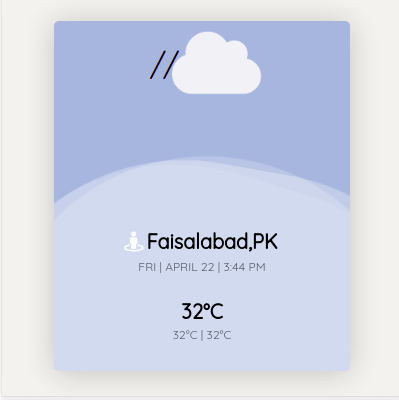 //
Faisalabad,PK
FRI | APRIL 22 | 3:44 PM
32°C
32°C | 32°C